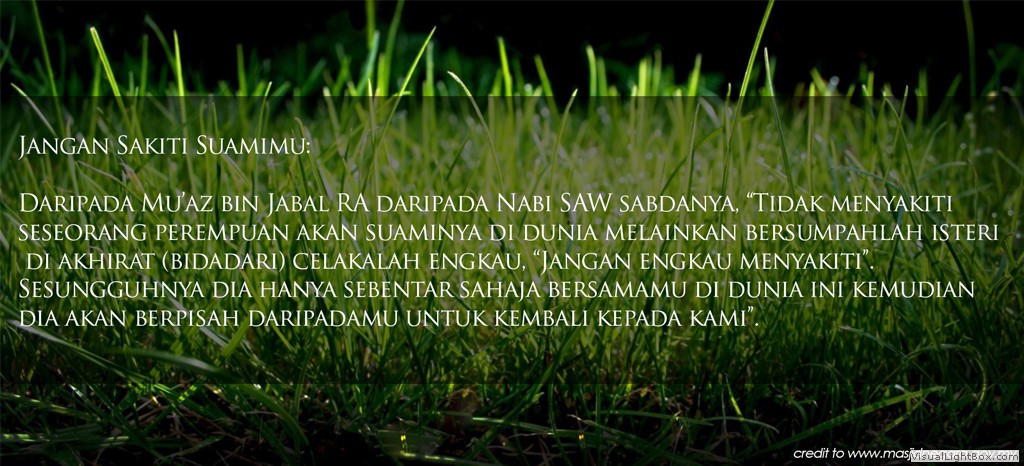 Jangan Sakiti Suamimu:
Daripada Mu'az bin Jabal RA daripada Nabi SAW sabdanya, “Tidak menyakiti
seseorang perempuan akan suaminya di dunia melainkan bersumpahlah isteri
di akhirat (bidadari) celakalah engkau, “Jangan engkau menyakiti”.
Sesungguhnya dia hanya sebentar sahaja bersamamu di dunia ini kemudian
dia akan berpisah daripadamu untuk kembali kepada kami”.
credit to
VisualLightBox.com